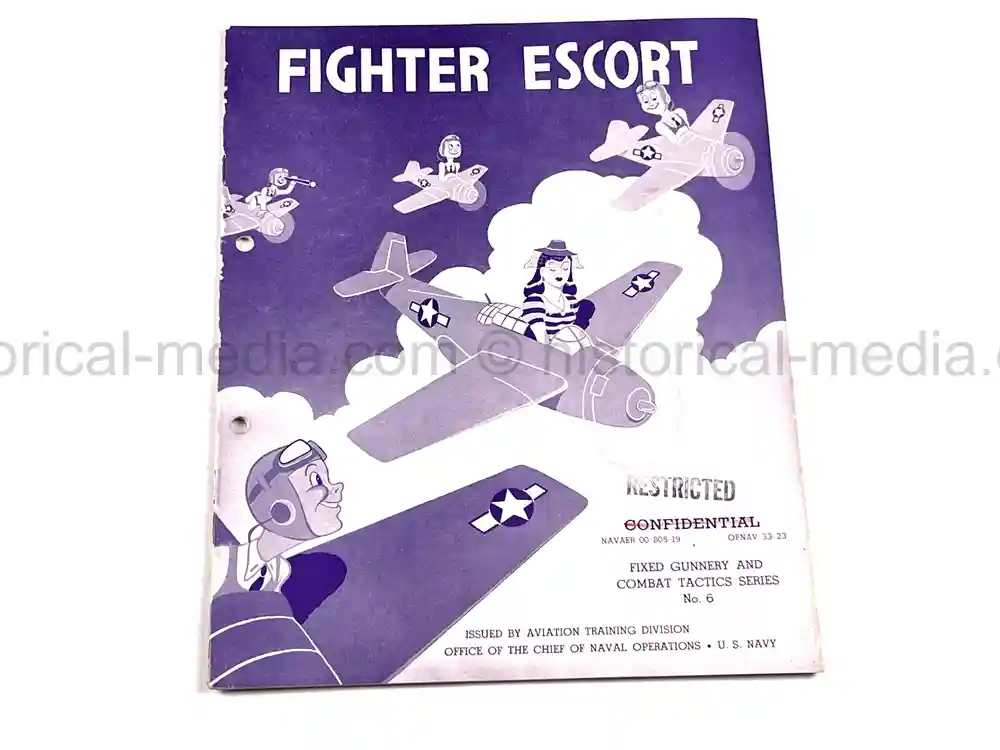 FIGHTER ESCORT
orical-media.com © historical-media.c
RESTRICTED
CONFIDENTIAL
NAVAER 00 80S 19 OPNAV 33-23
FIXED GUNNERY AND
COMBAT TACTICS SERIES
No. 6
ISSUED BY AVIATION TRAINING DIVISION
OFFICE OF THE CHIEF OF NAVAL OPERATIONS • U. S. NAVY